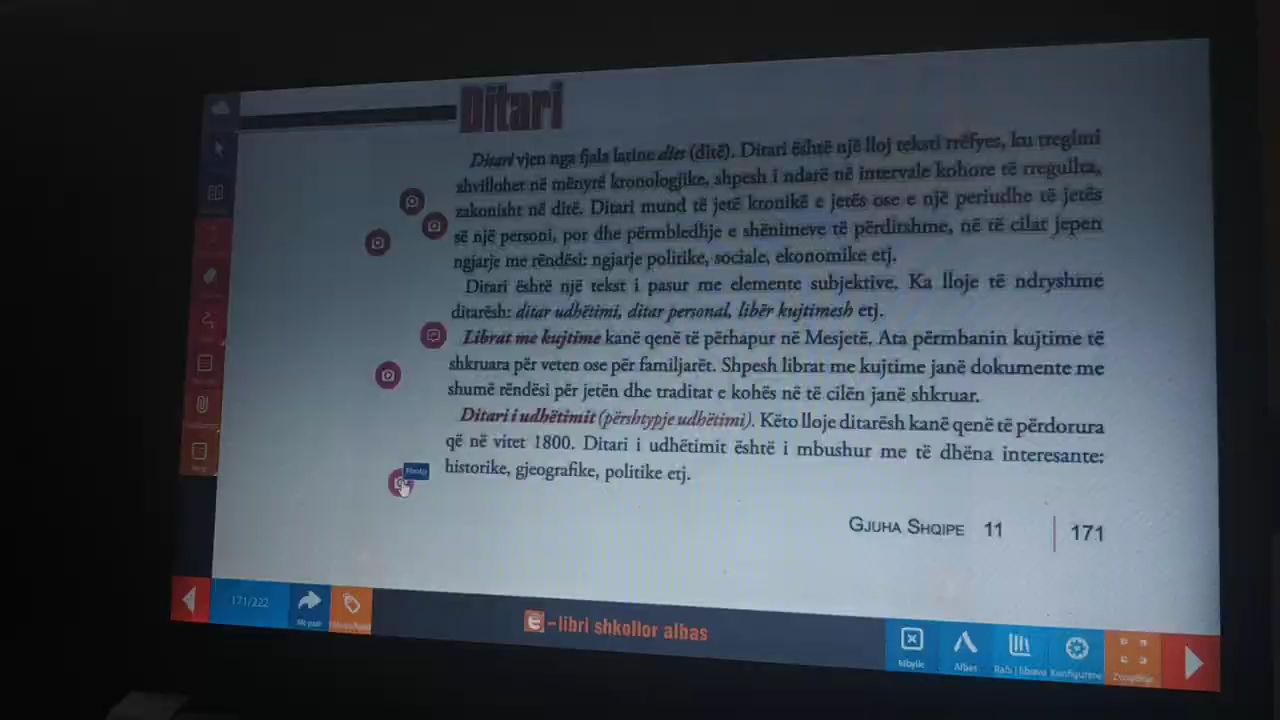 Ditari
Ditari vjen nga fjala latine dies (ditë). Ditari është një lloj teksti rrëfyes, ku tregimi
zhvillohet në mënyrë kronologjike, shpesh i ndarë në intervale kohore të rregullta,
zakonisht në ditë. Ditari mund të jetë kronikë e jetës ose e një periudhe të jetës
së një personi, por dhe përmbledhje e shënimeve të përditshme, në të cilat jepen
ngjarje me rëndësi: ngjarje politike, sociale, ekonomike etj.
Ditari është një tekst i pasur me elemente subjektive. Ka lloje të ndryshme
ditarësh: ditar udhëtimi, ditar personal, libër kujtimesh etj.
Librat me kujtime kanë qenë të përhapur në Mesjetë. Ata përmbanin kujtime të
shkruara për veten ose për familjarët. Shpesh librat me kujtime janë dokumente me
shumë rëndësi për jetën dhe traditat e kohës në të cilën janë shkruar.
Ditari i udhëtimit (përshtypje udhëtimi). Këto lloje ditarësh kanë qenë të përdorura
që në vitet 1800. Ditari i udhëtimit është i mbushur me të dhëna interesante:
historike, gjeografike, politike etj.
GJUHA SHQIPE 11 171
171/222
-libri shkollor albas
Mbylle Albas Rafti i librave Konfigurime